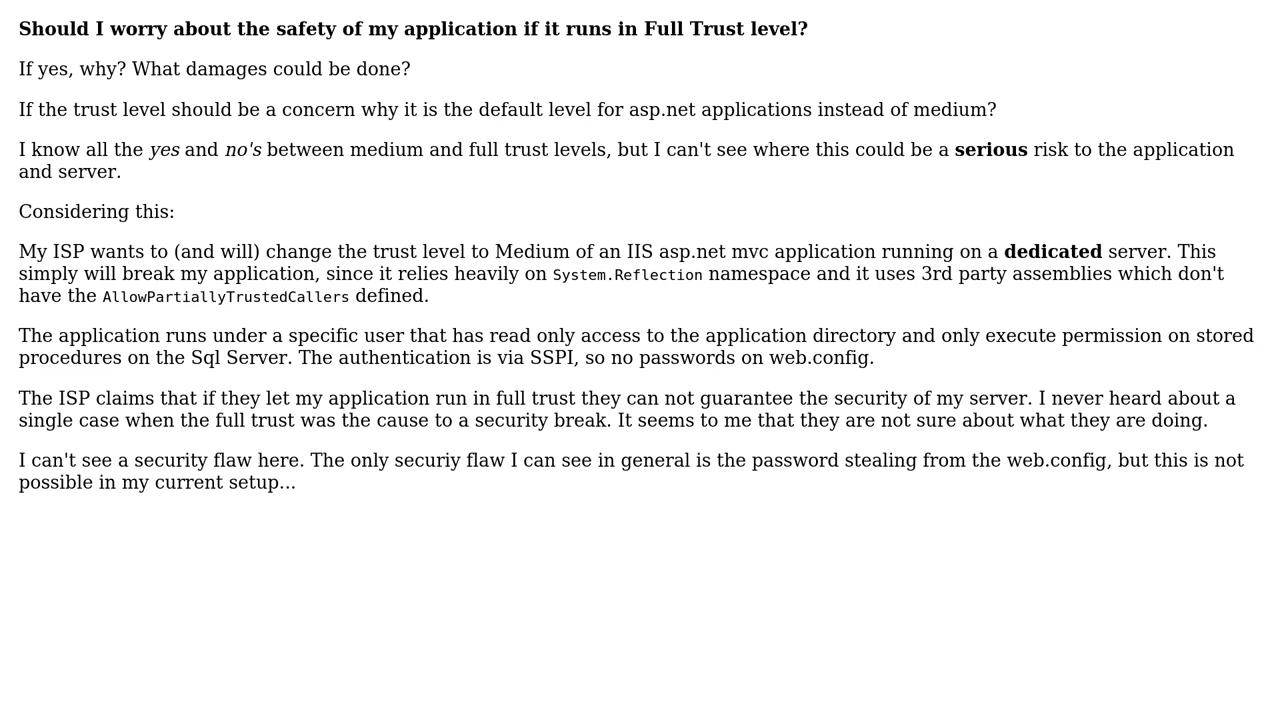 Should I worry about the safety of my application if it runs in Full Trust level?
If yes, why? What damages could be done?
If the trust level should be a concern why it is the default level for asp.net applications instead of medium?
I know all the yes and no's between medium and full trust levels, but I can't see where this could be a serious risk to the application
and server.
Considering this:
My ISP wants to (and will) change the trust level to Medium of an IIS asp.net mvc application running on a dedicated server. This
simply will break my application, since it relies heavily on System.Reflection namespace and it uses 3rd party assemblies which don't
have the AllowPartiallyTrustedCallers defined.
The application runs under a specific user that has read only access to the application directory and only execute permission on stored
procedures on the Sql Server. The authentication is via SSPI, so no passwords on web.config.
The ISP claims that if they let my application run in full trust they can not guarantee the security of my server. I never heard about a
single case when the full trust was the cause to a security break. It seems to me that they are not sure about what they are doing.
I can't see a security flaw here. The only securiy flaw I can see in general is the password stealing from the web.config, but this is not
possible in my current setup...